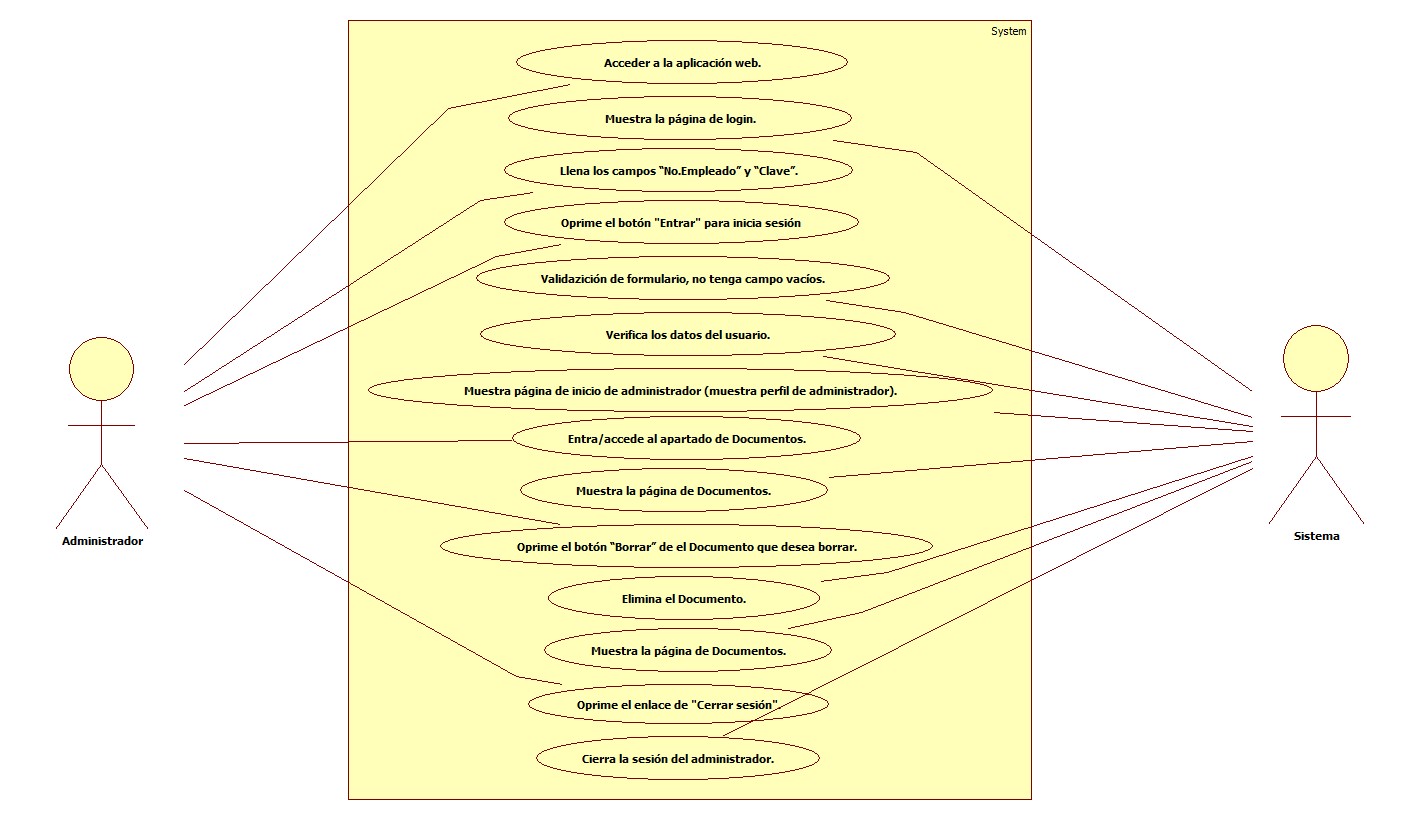 System
Acceder a la aplicación web.
Muestra la página de login.
Llena los campos “No.Empleado” y “Clave”.
Oprime el botón "Entrar" para inicia sesión
Validazición de formulario, no tenga campo vacíos.
Verifica los datos del usuario.
Muestra página de inicio de administrador (muestra perfil de administrador).
Entra/accede al apartado de Documentos.
Muestra la página de Documentos.
Oprime el botón “Borrar” de el Documento que desea borrar.
Elimina el Documento.
Muestra la página de Documentos.
Oprime el enlace de "Cerrar sesión".
Cierra la sesión del administrador.
Administrador
Sistema